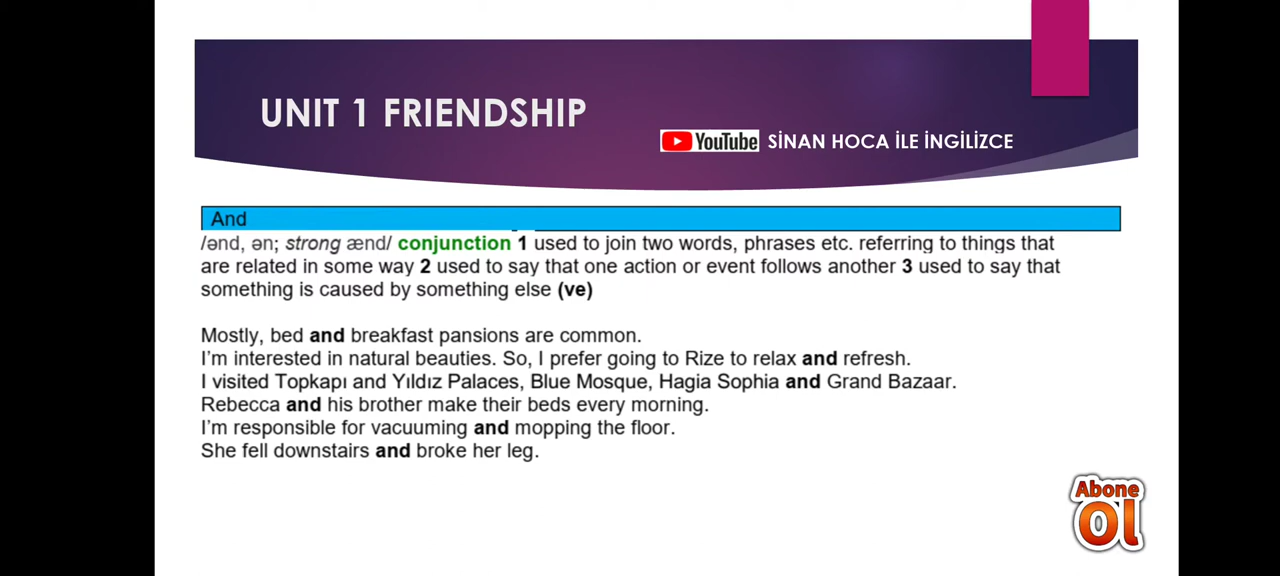 UNIT 1 FRIENDSHIP
YouTube SİNAN HOCA İLE İNGİLİZCE
And
/ənd, ən; strong ænd/ conjunction 1 used to join two words, phrases etc. referring to things that
are related in some way 2 used to say that one action or event follows another 3 used to say that
something is caused by something else (ve)
Mostly, bed and breakfast pansions are common.
I'm interested in natural beauties. So, I prefer going to Rize to relax and refresh.
I visited Topkapı and Yıldız Palaces, Blue Mosque, Hagia Sophia and Grand Bazaar.
Rebecca and his brother make their beds every morning.
I'm responsible for vacuuming and mopping the floor.
She fell downstairs and broke her leg.
Abone
Ol